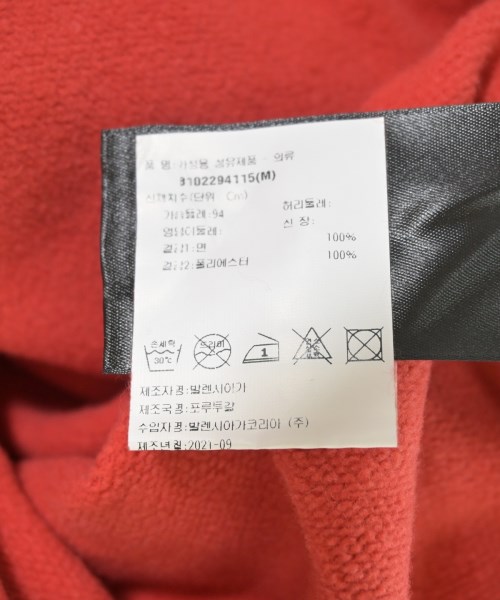 품 명:가정용 섬유제품 - 의류
3102294115(M)
신체치수(단위 Cm)
가슴둘레:94
허리둘레:
엉덩이둘레:
신 장:
겉감1:면 100%
겉감2:폴리에스터 100%
손세탁
30℃
드라이
1
제조자명:발렌시아가
제조국명:포루투갈
수입자명:발렌시아가코리아 (주)
제조년월:2021-09